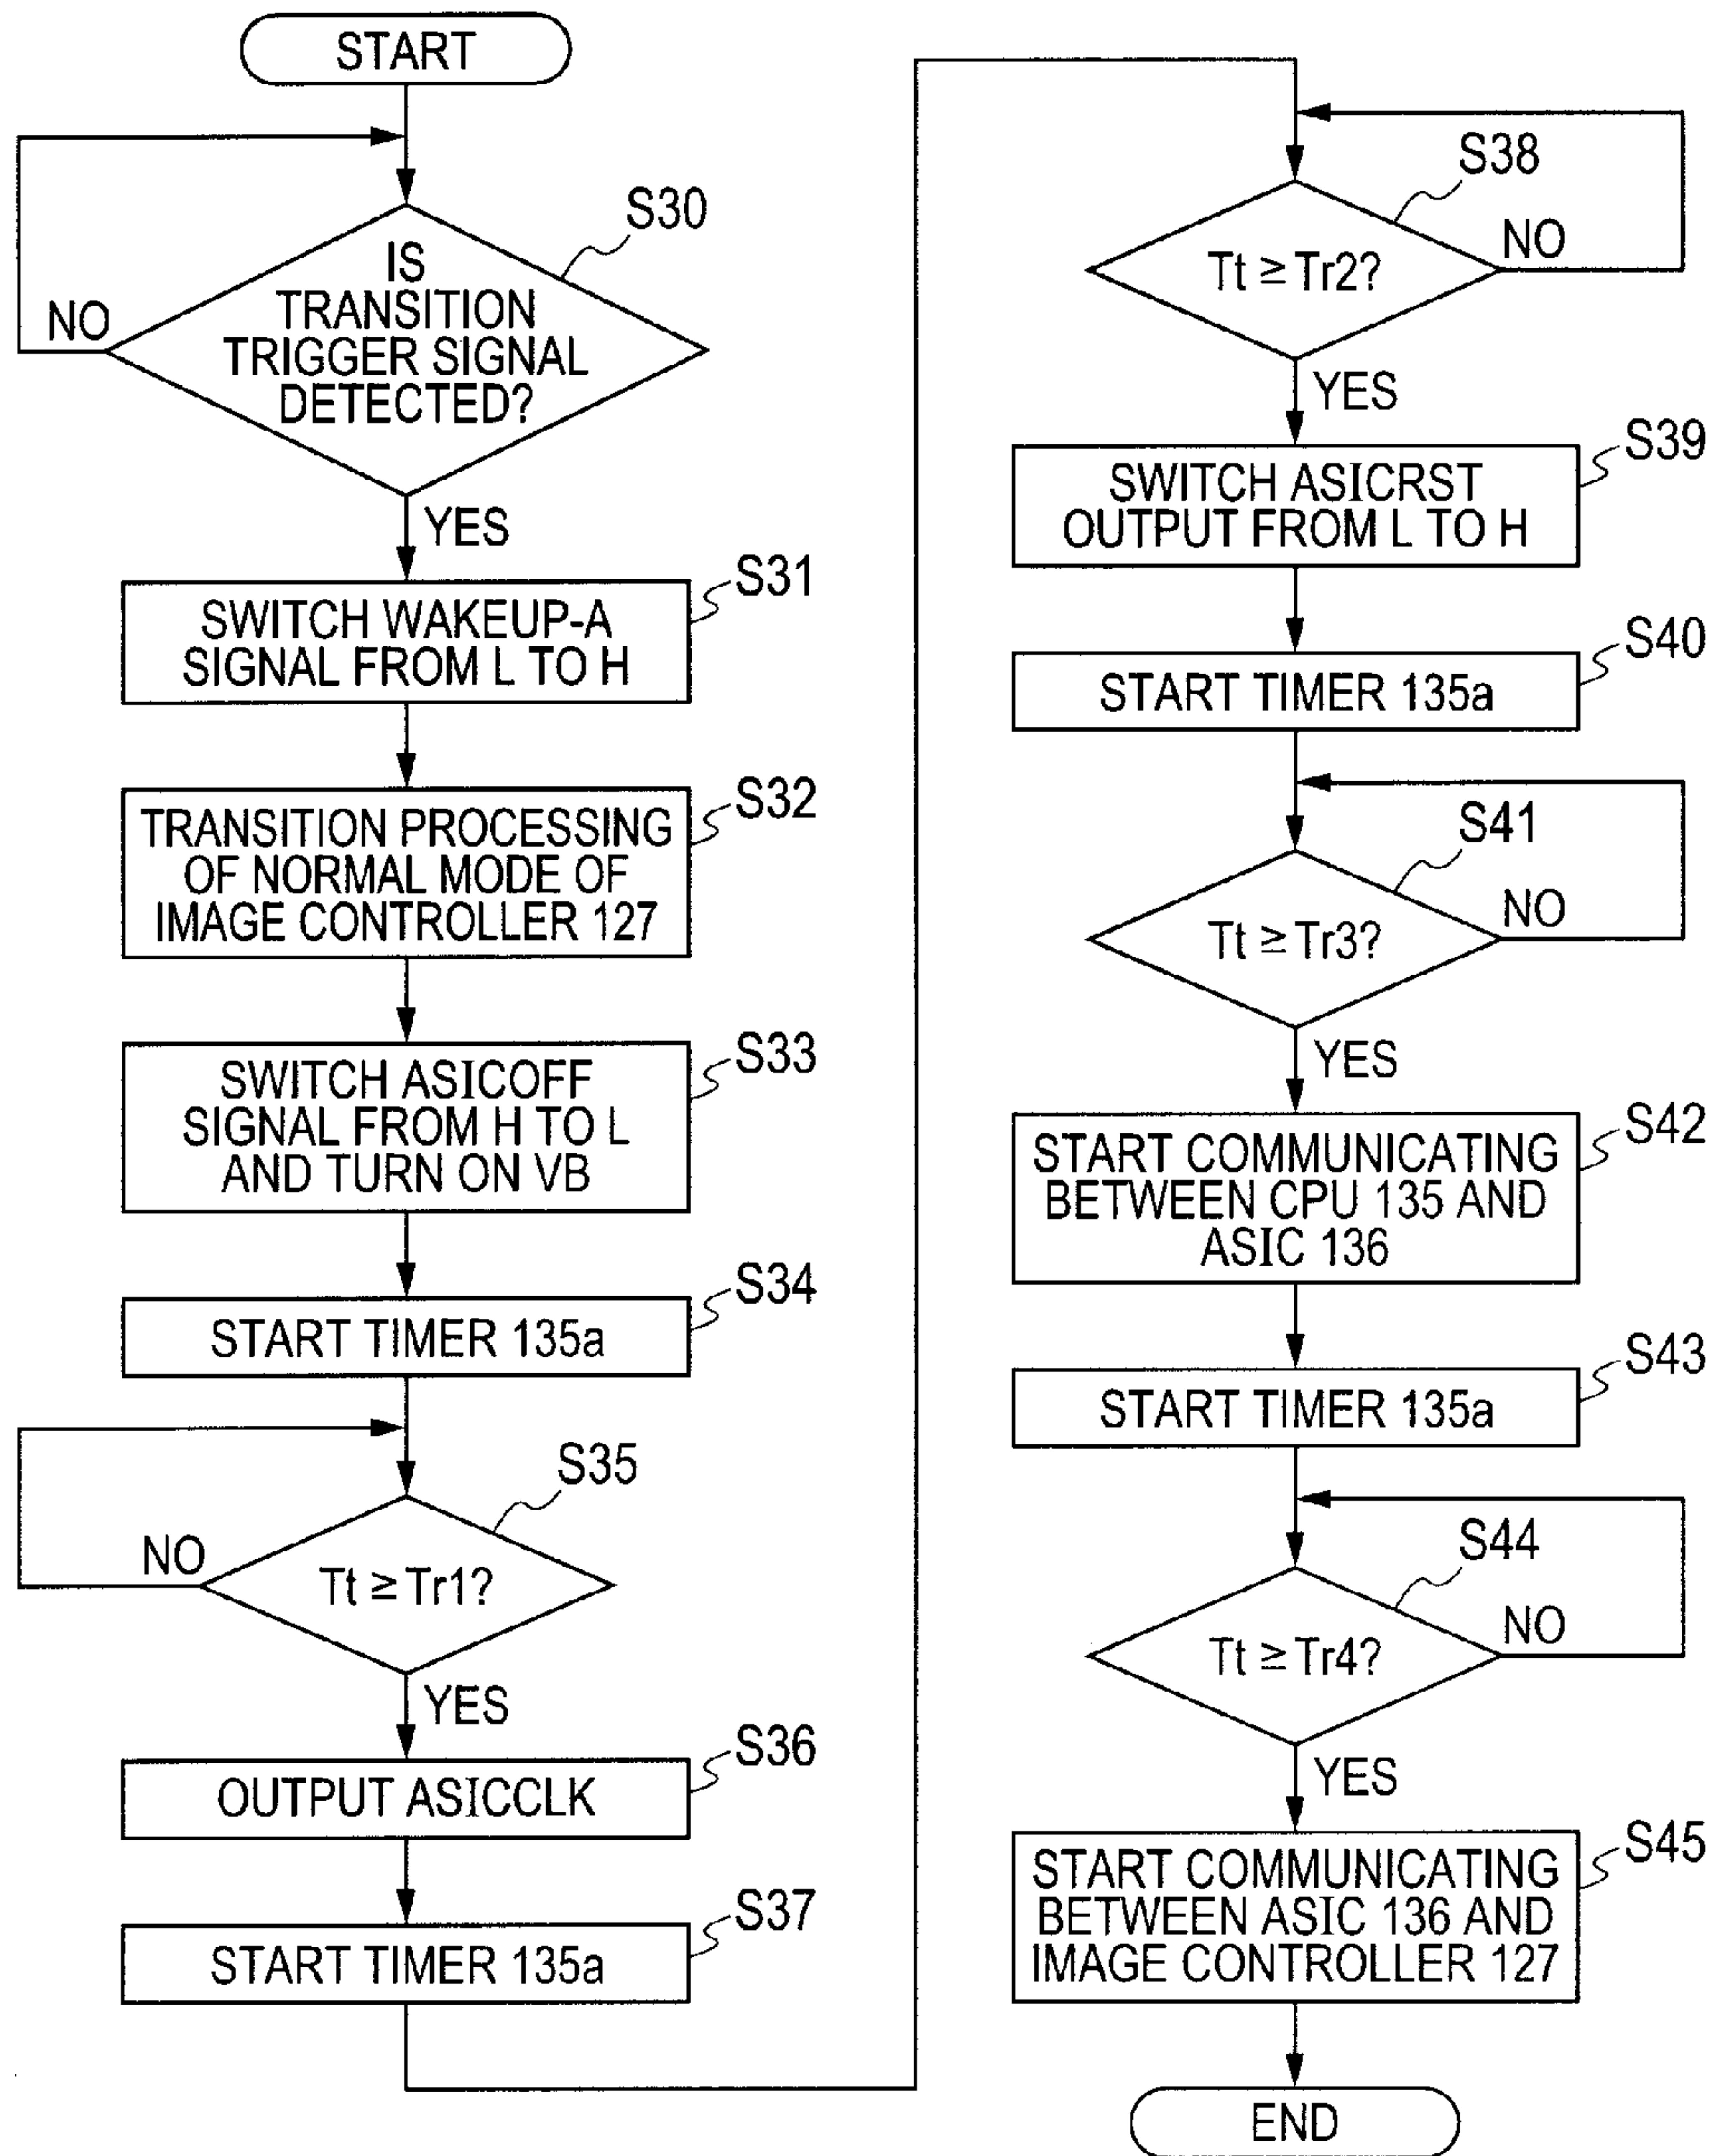 START
S30
IS
TRANSITION
TRIGGER SIGNAL
DETECTED?
NO
YES
S31
SWITCH WAKEUP-A
SIGNAL FROM L TO H
S32
TRANSITION PROCESSING
OF NORMAL MODE OF
IMAGE CONTROLLER 127
S33
SWITCH ASICOFF
SIGNAL FROM H TO L
AND TURN ON VB
S34
START TIMER 135a
S35
NO
Tt ≥ Tr1?
YES
S36
OUTPUT ASICCLK
S37
START TIMER 135a
S38
Tt ≥ Tr2?
NO
YES
S39
SWITCH ASICRST
OUTPUT FROM L TO H
S40
START TIMER 135a
S41
Tt ≥ Tr3?
NO
YES
S42
START COMMUNICATING
BETWEEN CPU 135 AND
ASIC 136
S43
START TIMER 135a
S44
Tt ≥ Tr4?
NO
YES
S45
START COMMUNICATING
BETWEEN ASIC 136 AND
IMAGE CONTROLLER 127
END